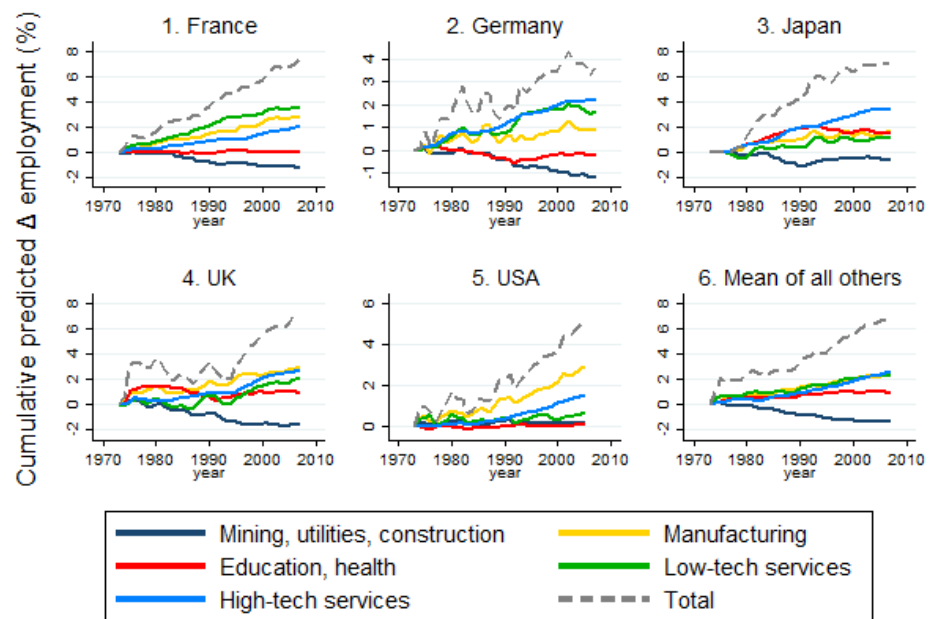 Cumulative predicted Δ employment (%)
1. France
2. Germany
3. Japan
8
6
4
2
0
-2
4
3
2
1
0
-1
8
6
4
2
0
-2
1970 1980 1990 2000 2010
year
1970 1980 1990 2000 2010
year
1970 1980 1990 2000 2010
year
4. UK
5. USA
6. Mean of all others
8
6
4
2
0
-2
6
4
2
0
8
6
4
2
0
-2
1970 1980 1990 2000 2010
year
1970 1980 1990 2000 2010
year
1970 1980 1990 2000 2010
year
Mining, utilities, construction
Manufacturing
Education, health
Low-tech services
High-tech services
Total